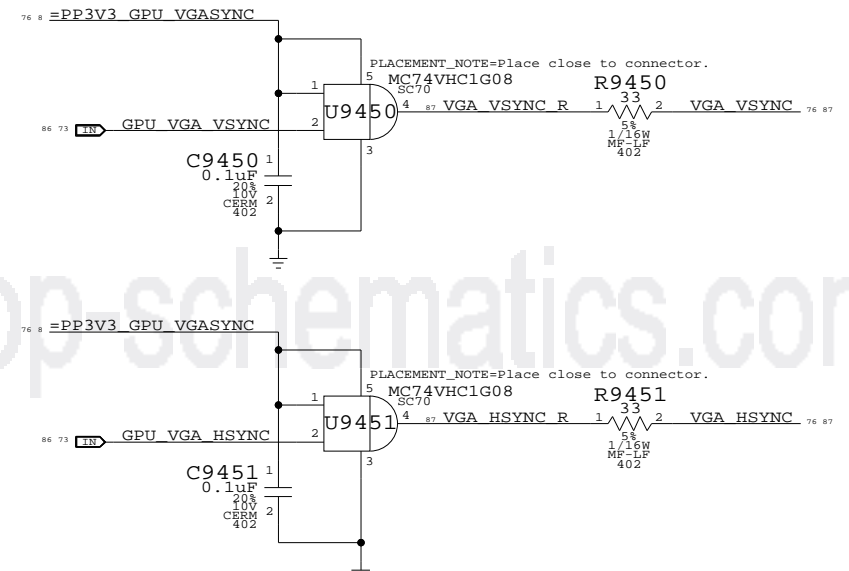 76 8 =PP3V3_GPU_VGASYNC
PLACEMENT_NOTE=Place close to connector.
5 MC74VHC1G08
SC70
R9450
33
1 U9450 4 87 VGA_VSYNC_R 1 2 VGA_VSYNC 76 87
86 73 IN GPU_VGA_VSYNC 2
5%
1/16W
MF-LF
402
3
C9450 1
0.1uF
20%
10V
CERM
402
2
op-schematics.com
76 8 =PP3V3_GPU_VGASYNC
PLACEMENT_NOTE=Place close to connector.
5 MC74VHC1G08
SC70
R9451
33
1 U9451 4 87 VGA_HSYNC_R 1 2 VGA_HSYNC 76 87
86 73 IN GPU_VGA_HSYNC 2
5%
1/16W
MF-LF
402
3
C9451 1
0.1uF
20%
10V
CERM
402
2